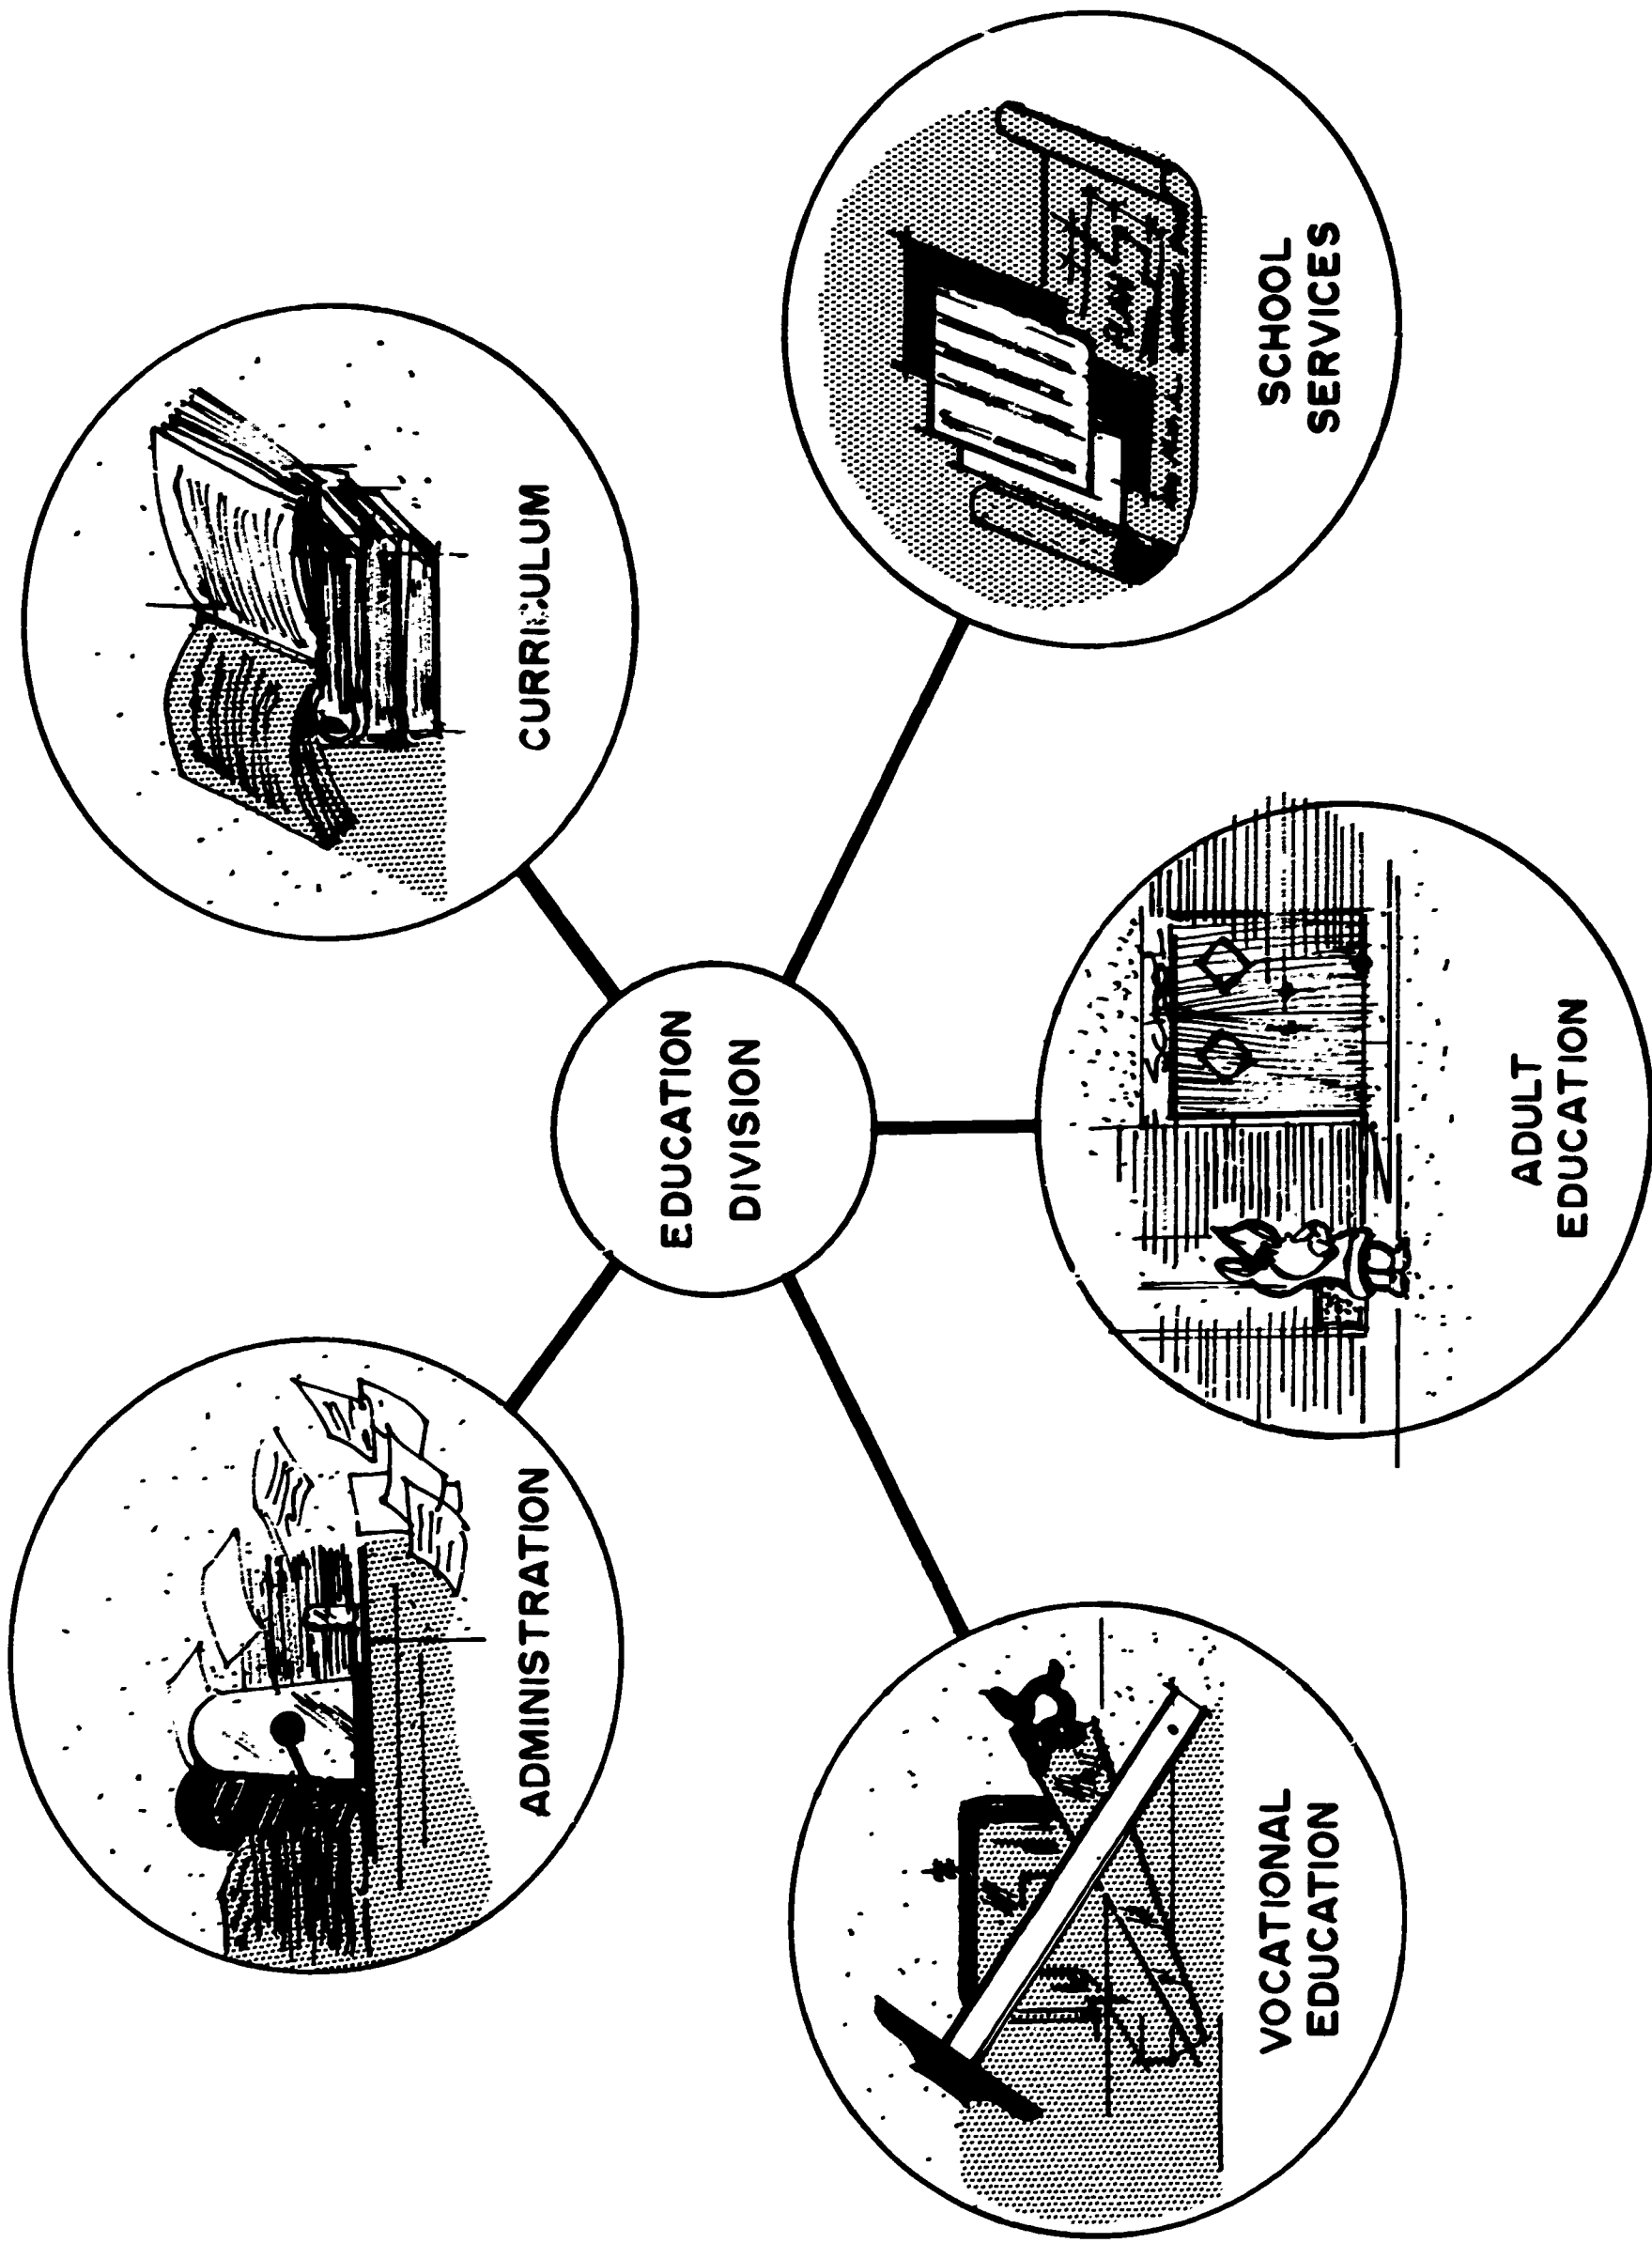 ADMINISTRATION
CURRICULUM
EDUCATION
DIVISION
VOCATIONAL
EDUCATION
SCHOOL
SERVICES
ADULT
EDUCATION